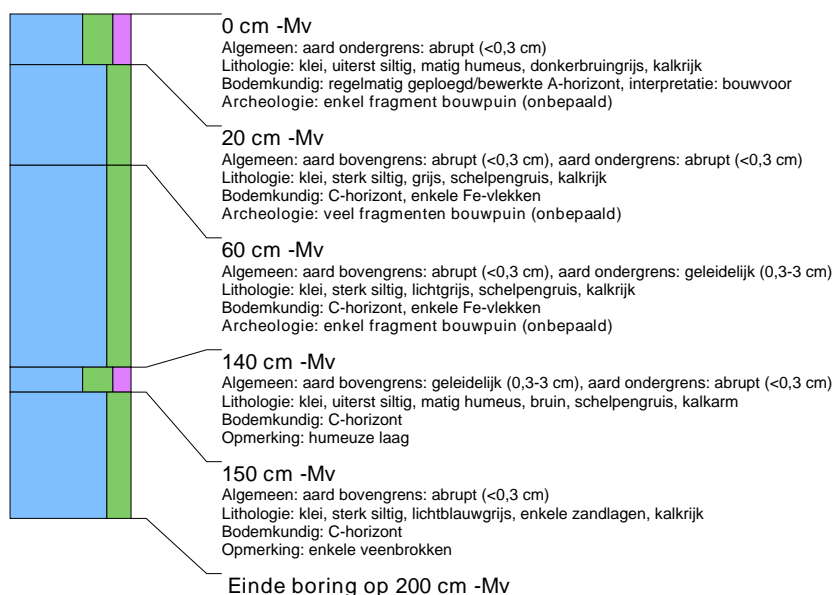 0 cm -Mv
Algemeen: aard ondergrens: abrupt (<0,3 cm)
Lithologie: klei, uiterst siltig, matig humeus, donkerbruingrijs, kalkrijk
Bodemkundig: regelmatig geploegd/bewerkte A-horizont, interpretatie: bouwvoor
Archeologie: enkel fragment bouwpuin (onbepaald)
20 cm -Mv
Algemeen: aard bovengrens: abrupt (<0,3 cm), aard ondergrens: abrupt (<0,3 cm)
Lithologie: klei, sterk siltig, grijs, schelpengruis, kalkrijk
Bodemkundig: C-horizont, enkele Fe-vlekken
Archeologie: veel fragmenten bouwpuin (onbepaald)
60 cm -Mv
Algemeen: aard bovengrens: abrupt (<0,3 cm), aard ondergrens: geleidelijk (0,3-3 cm)
Lithologie: klei, sterk siltig, lichtgrijs, schelpengruis, kalkrijk
Bodemkundig: C-horizont, enkele Fe-vlekken
Archeologie: enkel fragment bouwpuin (onbepaald)
140 cm -Mv
Algemeen: aard bovengrens: geleidelijk (0,3-3 cm), aard ondergrens: abrupt (<0,3 cm)
Lithologie: klei, uiterst siltig, matig humeus, bruin, schelpengruis, kalkarm
Bodemkundig: C-horizont
Opmerking: humeuze laag
150 cm -Mv
Algemeen: aard bovengrens: abrupt (<0,3 cm)
Lithologie: klei, sterk siltig, lichtblauwgrijs, enkele zandlagen, kalkrijk
Bodemkundig: C-horizont
Opmerking: enkele veenbrokken
Einde boring op 200 cm -Mv